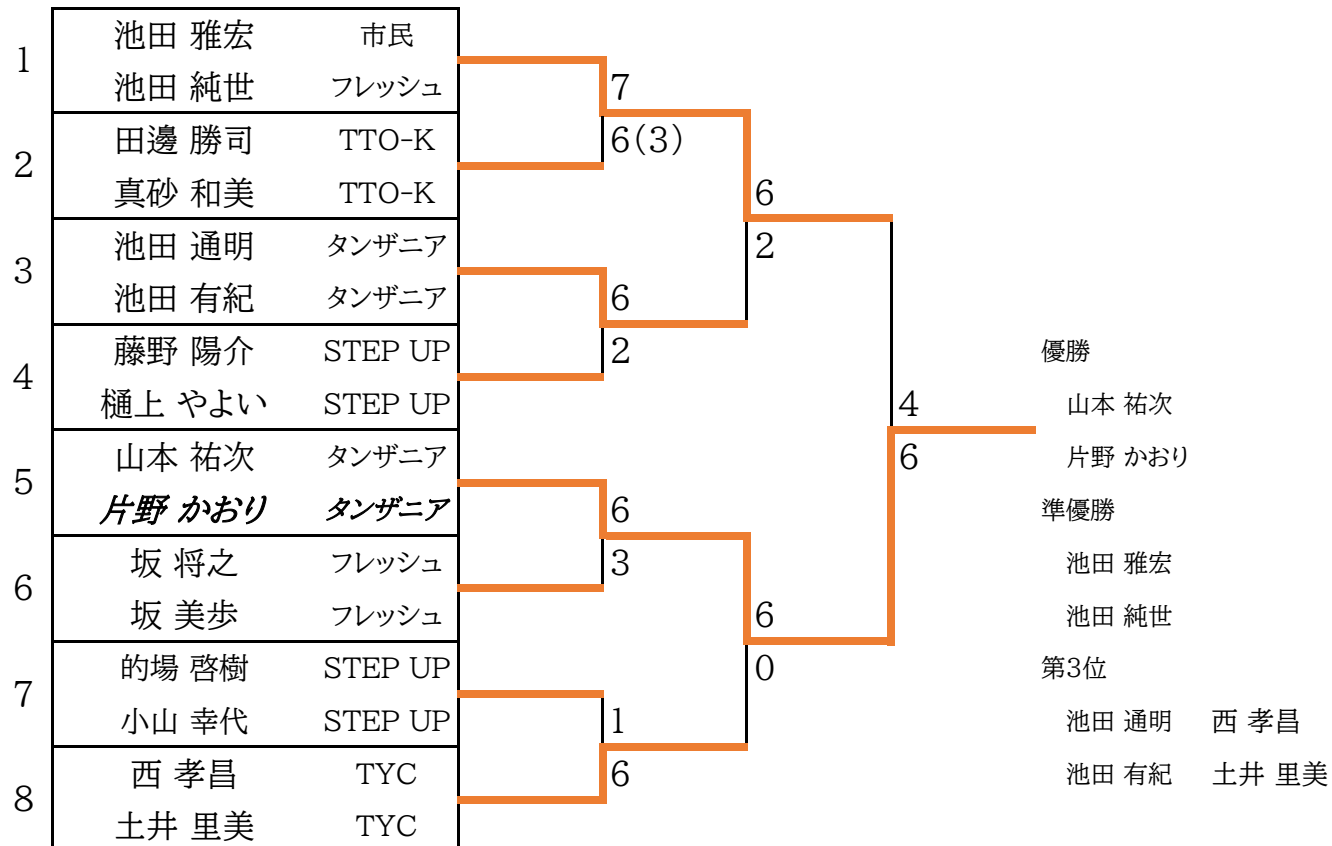 1
池田 雅宏 市民
池田 純世 フレッシュ
7
2
田邊 勝司 TTO-K
6(3)
真砂 和美 TTO-K
6
2
3
池田 通明 タンザニア
池田 有紀 タンザニア
6
4
藤野 陽介 STEP UP
2
樋上 やよい STEP UP
5
山本 祐次 タンザニア
片野 かおり タンザニア
6
6
坂 将之 フレッシュ
3
坂 美歩 フレッシュ
6
0
7
的場 啓樹 STEP UP
小山 幸代 STEP UP
1
8
西 孝昌 TYC
6
土井 里美 TYC
4
6
優勝
山本 祐次
片野 かおり
準優勝
池田 雅宏
池田 純世
第3位
池田 通明 西 孝昌
池田 有紀 土井 里美